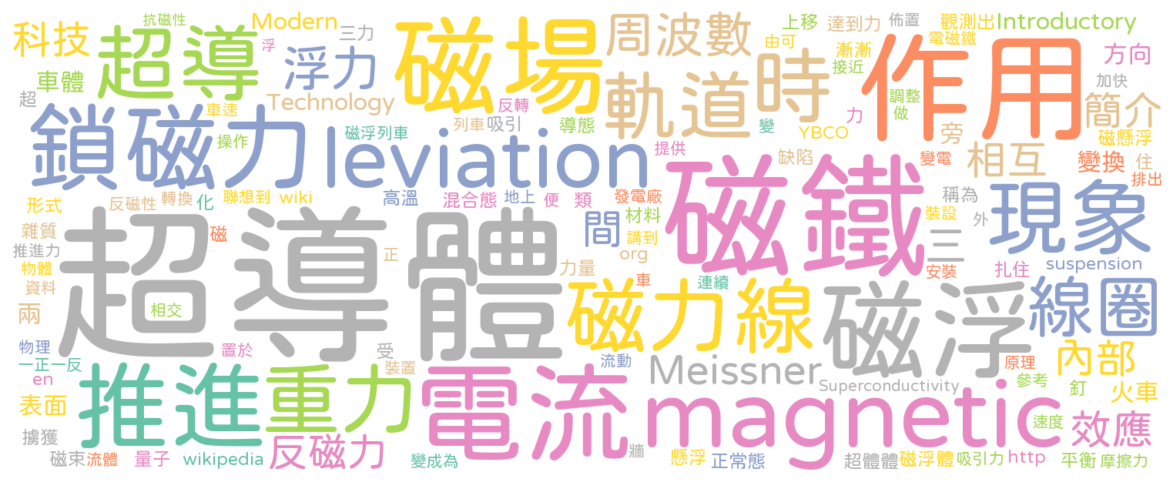 抗磁性 Modern 三力 周波數 上移 達到力 佈置 觀測出 Introductory
科技 超導 浮力 磁場 由可 漸漸 電磁鐵 方向
浮 時 作用 接近
車體 軌道 加快
超 車速 Technology 反轉 調整 簡介
鎖磁力 操作 磁浮列車 列車 吸引 導態 變 YBCO 力 做 旁 磁懸浮
leviation 提供 缺陷 相互 變電 變換 住
反磁性 轉換 聯想到 wiki 高溫 混合態 地上 便 類 發電廠 磁鐵 稱為 排出
形式 化 材料 裝設 外 現象
雜質 磁 間 講到 三
推進力 超導體 正 org 安裝 扎住 suspension
物體 力量 車 連續
資料 磁力線 磁浮 線圈
兩 相交
物理 置於 受 流動 原理 內部
一正一反 裝置 Meissner Superconductivity 參考 釘 火車
en 推進 重力 電流
表面 magnetic 速度 效應
擄獲 反磁力 牆
磁束 流體 量子 wikipedia 變成為 懸浮 正常態 超體體 磁浮體 吸引力 http 平衡 摩擦力